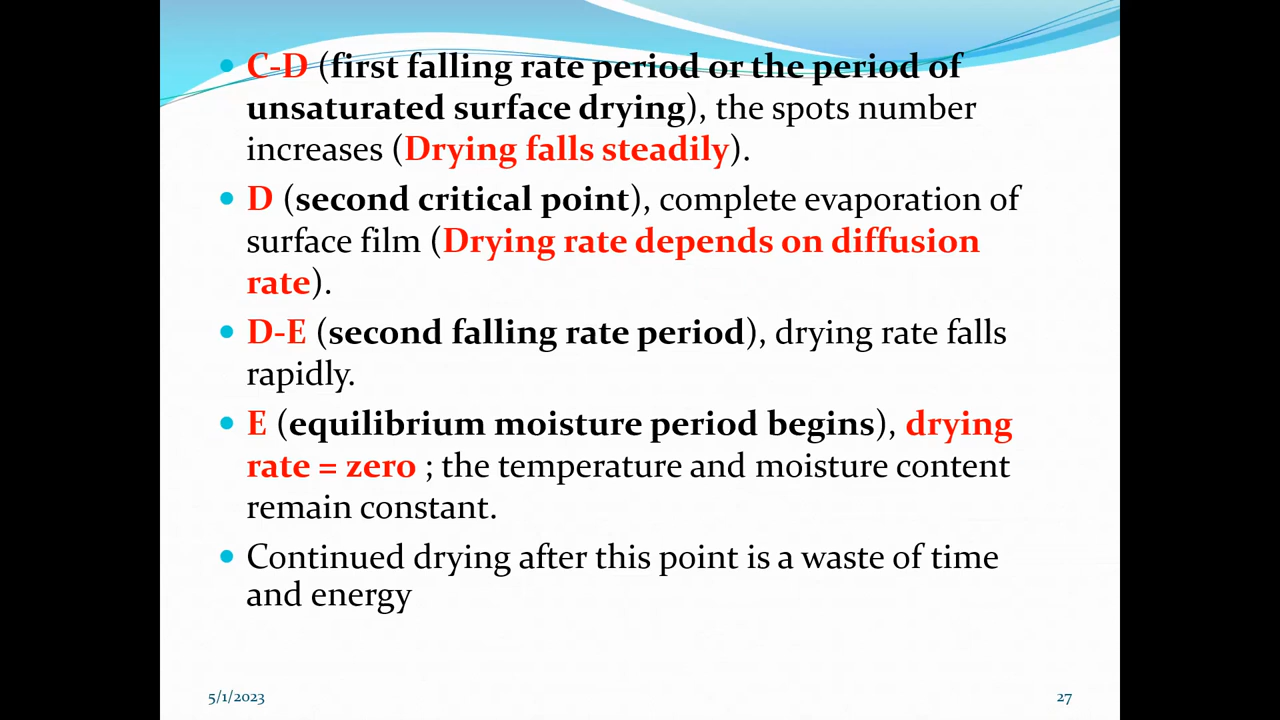 • C-D (first falling rate period or the period of
unsaturated surface drying), the spots number
increases (Drying falls steadily).
• D (second critical point), complete evaporation of
surface film (Drying rate depends on diffusion
rate).
• D-E (second falling rate period), drying rate falls
rapidly.
• E (equilibrium moisture period begins), drying
rate = zero ; the temperature and moisture content
remain constant.
• Continued drying after this point is a waste of time
and energy
5/1/2023
27